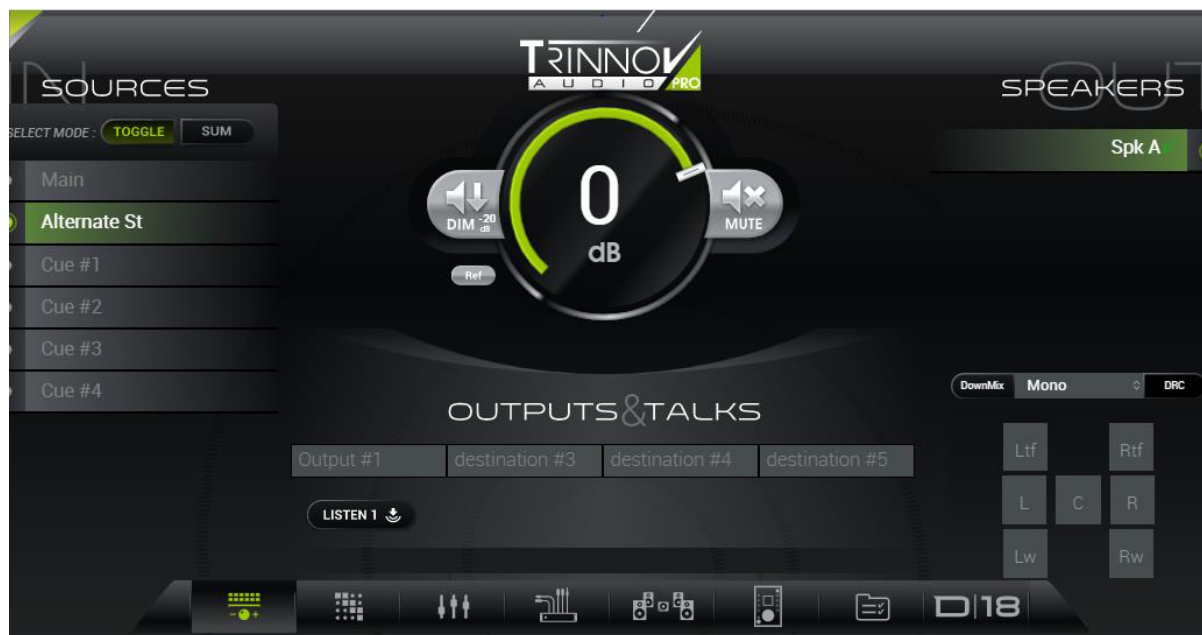 TRINNOV
AUDIO PRO
SOURCES
SPEAKERS
SELECT MODE : TOGGLE SUM
Spk A
Main
Alternate St
Cue #1
Cue #2
Cue #3
Cue #4
0
dB
DIM -20 dB
MUTE
Ref
DownMix Mono DRC
OUTPUTS&TALKS
Output #1 destination #3 destination #4 destination #5
LISTEN 1
Ltf Rtf
L C R
Lw Rw
D|18